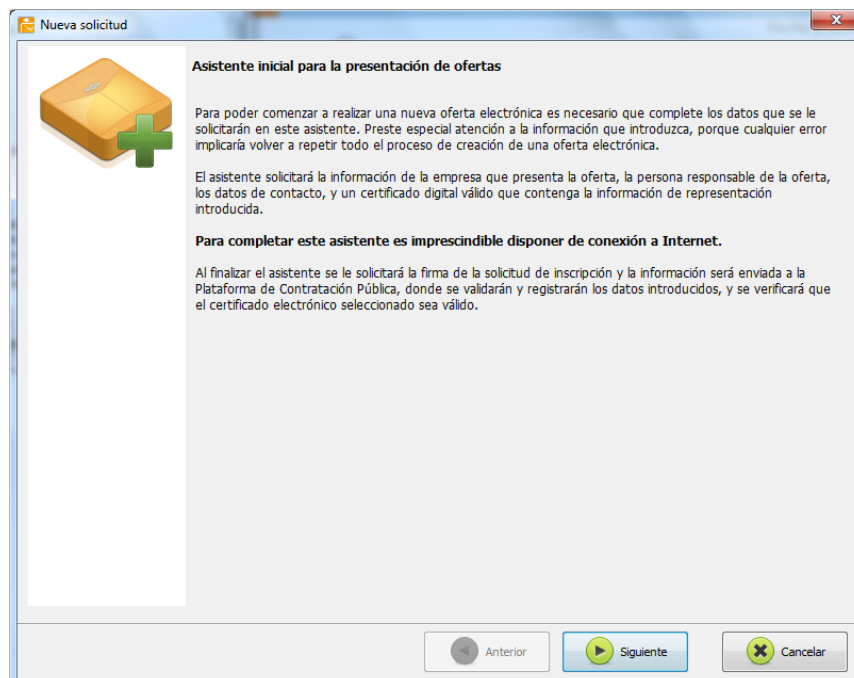 Nueva solicitud
Asistente inicial para la presentación de ofertas
Para poder comenzar a realizar una nueva oferta electrónica es necesario que complete los datos que se le
solicitarán en este asistente. Preste especial atención a la información que introduzca, porque cualquier error
implicaría volver a repetir todo el proceso de creación de una oferta electrónica.
El asistente solicitará la información de la empresa que presenta la oferta, la persona responsable de la oferta,
los datos de contacto, y un certificado digital válido que contenga la información de representación
introducida.
Para completar este asistente es imprescindible disponer de conexión a Internet.
Al finalizar el asistente se le solicitará la firma de la solicitud de inscripción y la información será enviada a la
Plataforma de Contratación Pública, donde se validarán y registrarán los datos introducidos, y se verificará que
el certificado electrónico seleccionado sea válido.
Anterior
Siguiente
Cancelar